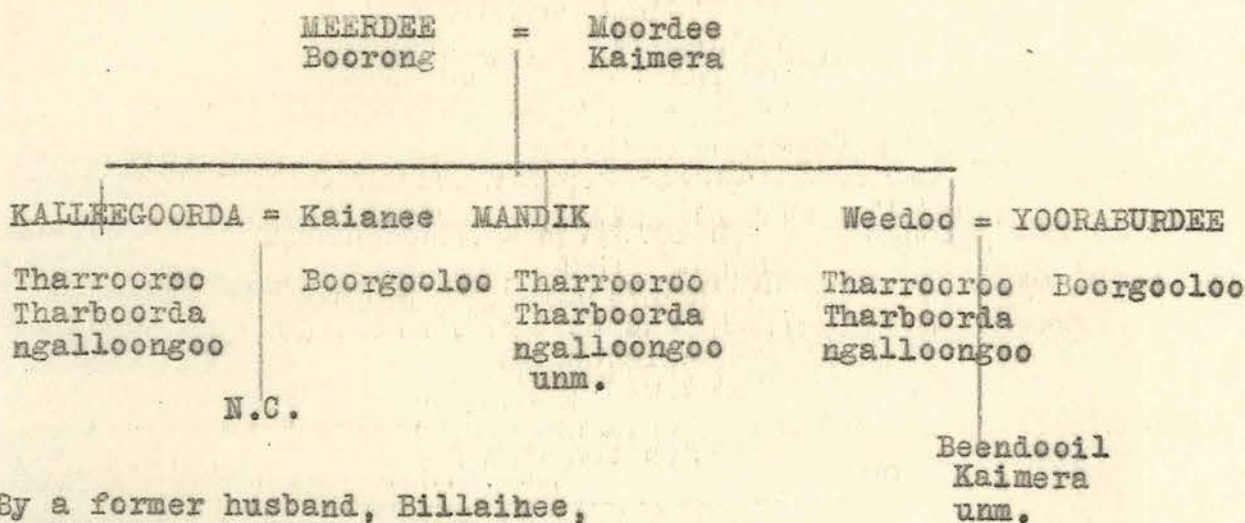 MEERDEE = Moordee
Boorong Kaimera
KALLEEGOORDA = Kaianee MANDIK Weedoo = YOORABURDEE
Tharrooroo Boorgooloo Tharrooroo Tharrooroo Boorgooloo
Tharboorda Tharboorda Tharboorda
ngalloongoo ngalloongoo ngalloongoo
unm.
N.C.
Beendooil
Kaimera
By a former husband, Billaihee,
unm.